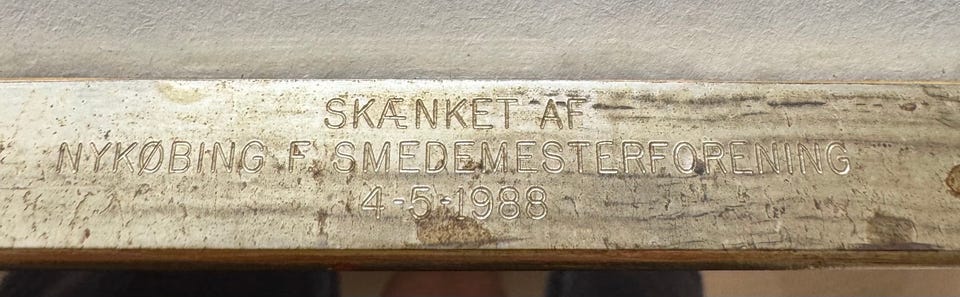 SKÆNKET AF
NYKØBING F SMEDEMESTERFORENING
4-5-1988